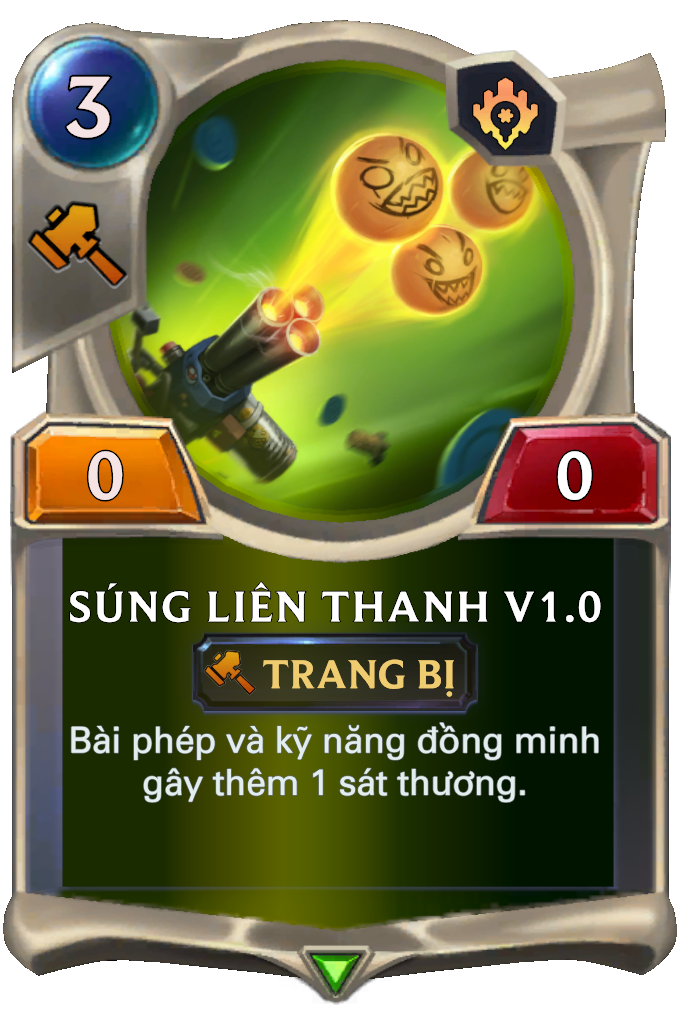 3
0
0
SÚNG LIÊN THANH V1.0
TRANG BỊ
Bài phép và kỹ năng đồng minh
gây thêm 1 sát thương.